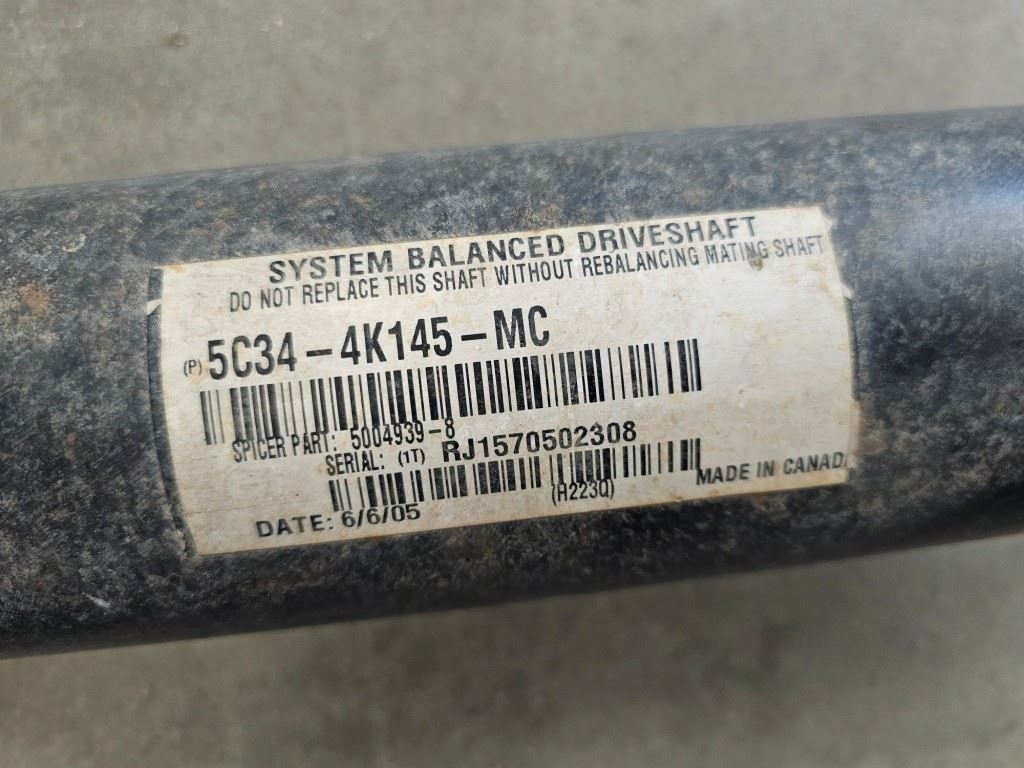 SYSTEM BALANCED DRIVESHAFT
DO NOT REPLACE THIS SHAFT WITHOUT REBALANCING MATING SHAFT
(P) 5C34-4K145-MC
SPICER PART: 5004939-8
SERIAL: (1T) RJ1570502308
(H223Q)
MADE IN CANADA
DATE: 6/6/05